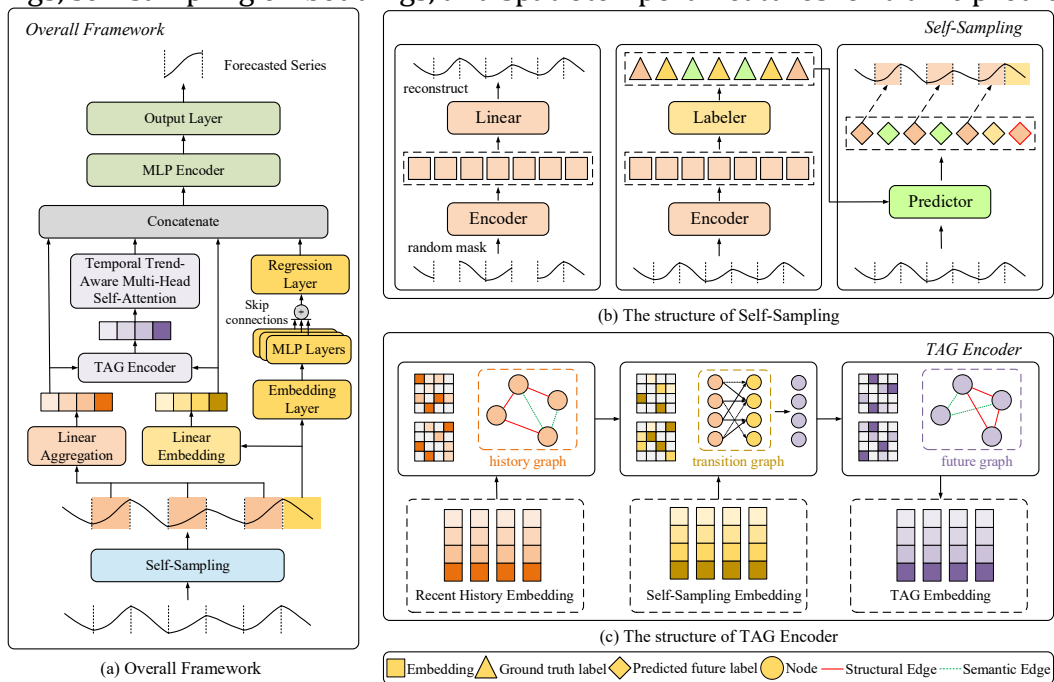 Overall Framework
Forecasted Series
Output Layer
MLP Encoder
Concatenate
Temporal Trend-
Aware Multi-Head
Self-Attention
Regression
Layer
Skip
connections
+
MLP Layers
TAG Encoder
Embedding
Layer
Linear
Aggregation
Linear
Embedding
Self-Sampling
(a) Overall Framework
Self-Sampling
reconstruct
Linear
Encoder
random mask
Labeler
Encoder
Predictor
(b) The structure of Self-Sampling
TAG Encoder
history graph
transition graph
future graph
Recent History Embedding
Self-Sampling Embedding
TAG Embedding
(c) The structure of TAG Encoder
Embedding
Ground truth label
Predicted future label
Node
Structural Edge
Semantic Edge